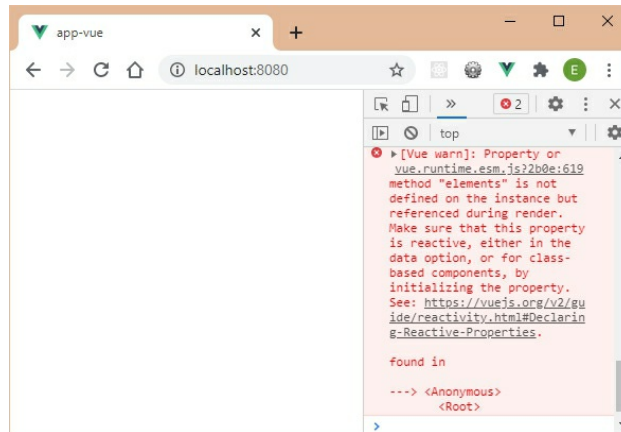 app-vue
localhost:8080
E
2
top
[Vue warn]: Property or
vue.runtime.esm.js?2b0e:619
method "elements" is not
defined on the instance but
referenced during render.
Make sure that this property
is reactive, either in the
data option, or for class-
based components, by
initializing the property.
See: https://vuejs.org/v2/gu
ide/reactivity.html#Declarin
g-Reactive-Properties.
found in
---> <Anonymous>
<Root>